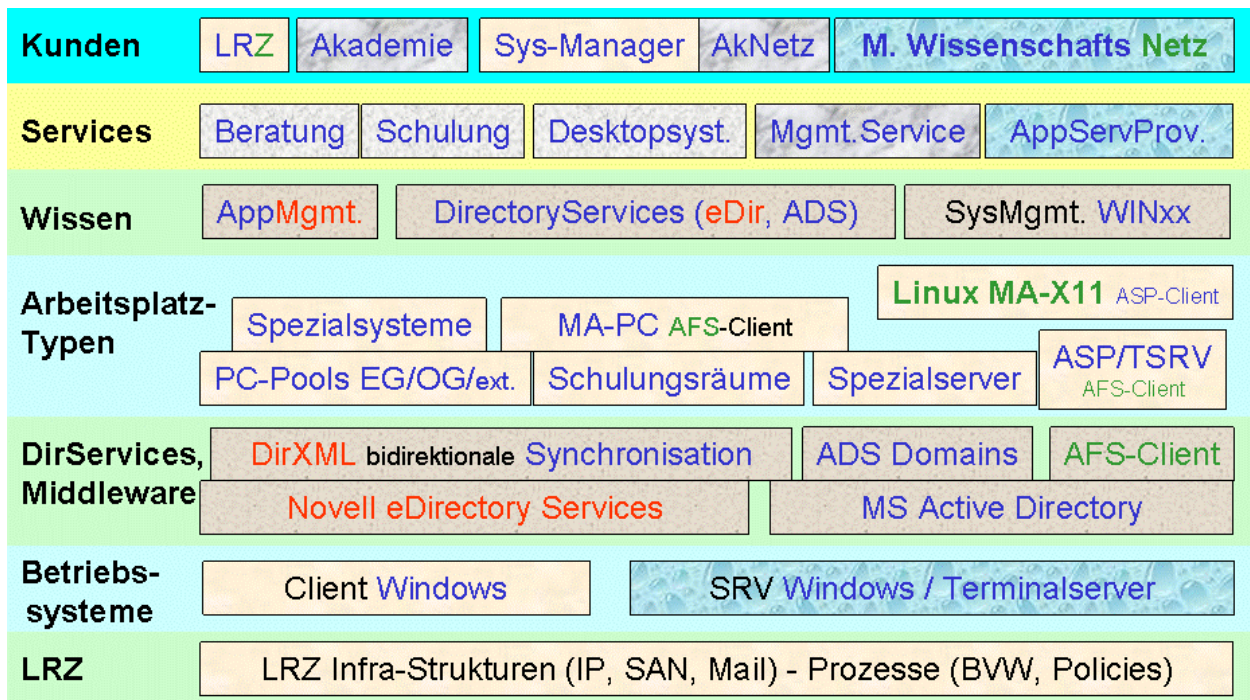 Kunden
LRZ
Akademie
Sys-Manager
AkNetz
M. Wissenschafts Netz
Services
Beratung
Schulung
Desktopsyst.
Mgmt.Service
AppServProv.
Wissen
AppMgmt.
DirectoryServices (eDir, ADS)
SysMgmt. WINxx
Arbeitsplatz-
Typen
Linux MA-X11 ASP-Client
Spezialsysteme
MA-PC AFS-Client
PC-Pools EG/OG/ext.
Schulungsräume
Spezialserver
ASP/TSRV
AFS-Client
DirServices,
Middleware
DirXML bidirektionale Synchronisation
ADS Domains
AFS-Client
Novell eDirectory Services
MS Active Directory
Betriebs-
systeme
Client Windows
SRV Windows / Terminalserver
LRZ
LRZ Infra-Strukturen (IP, SAN, Mail) - Prozesse (BVW, Policies)